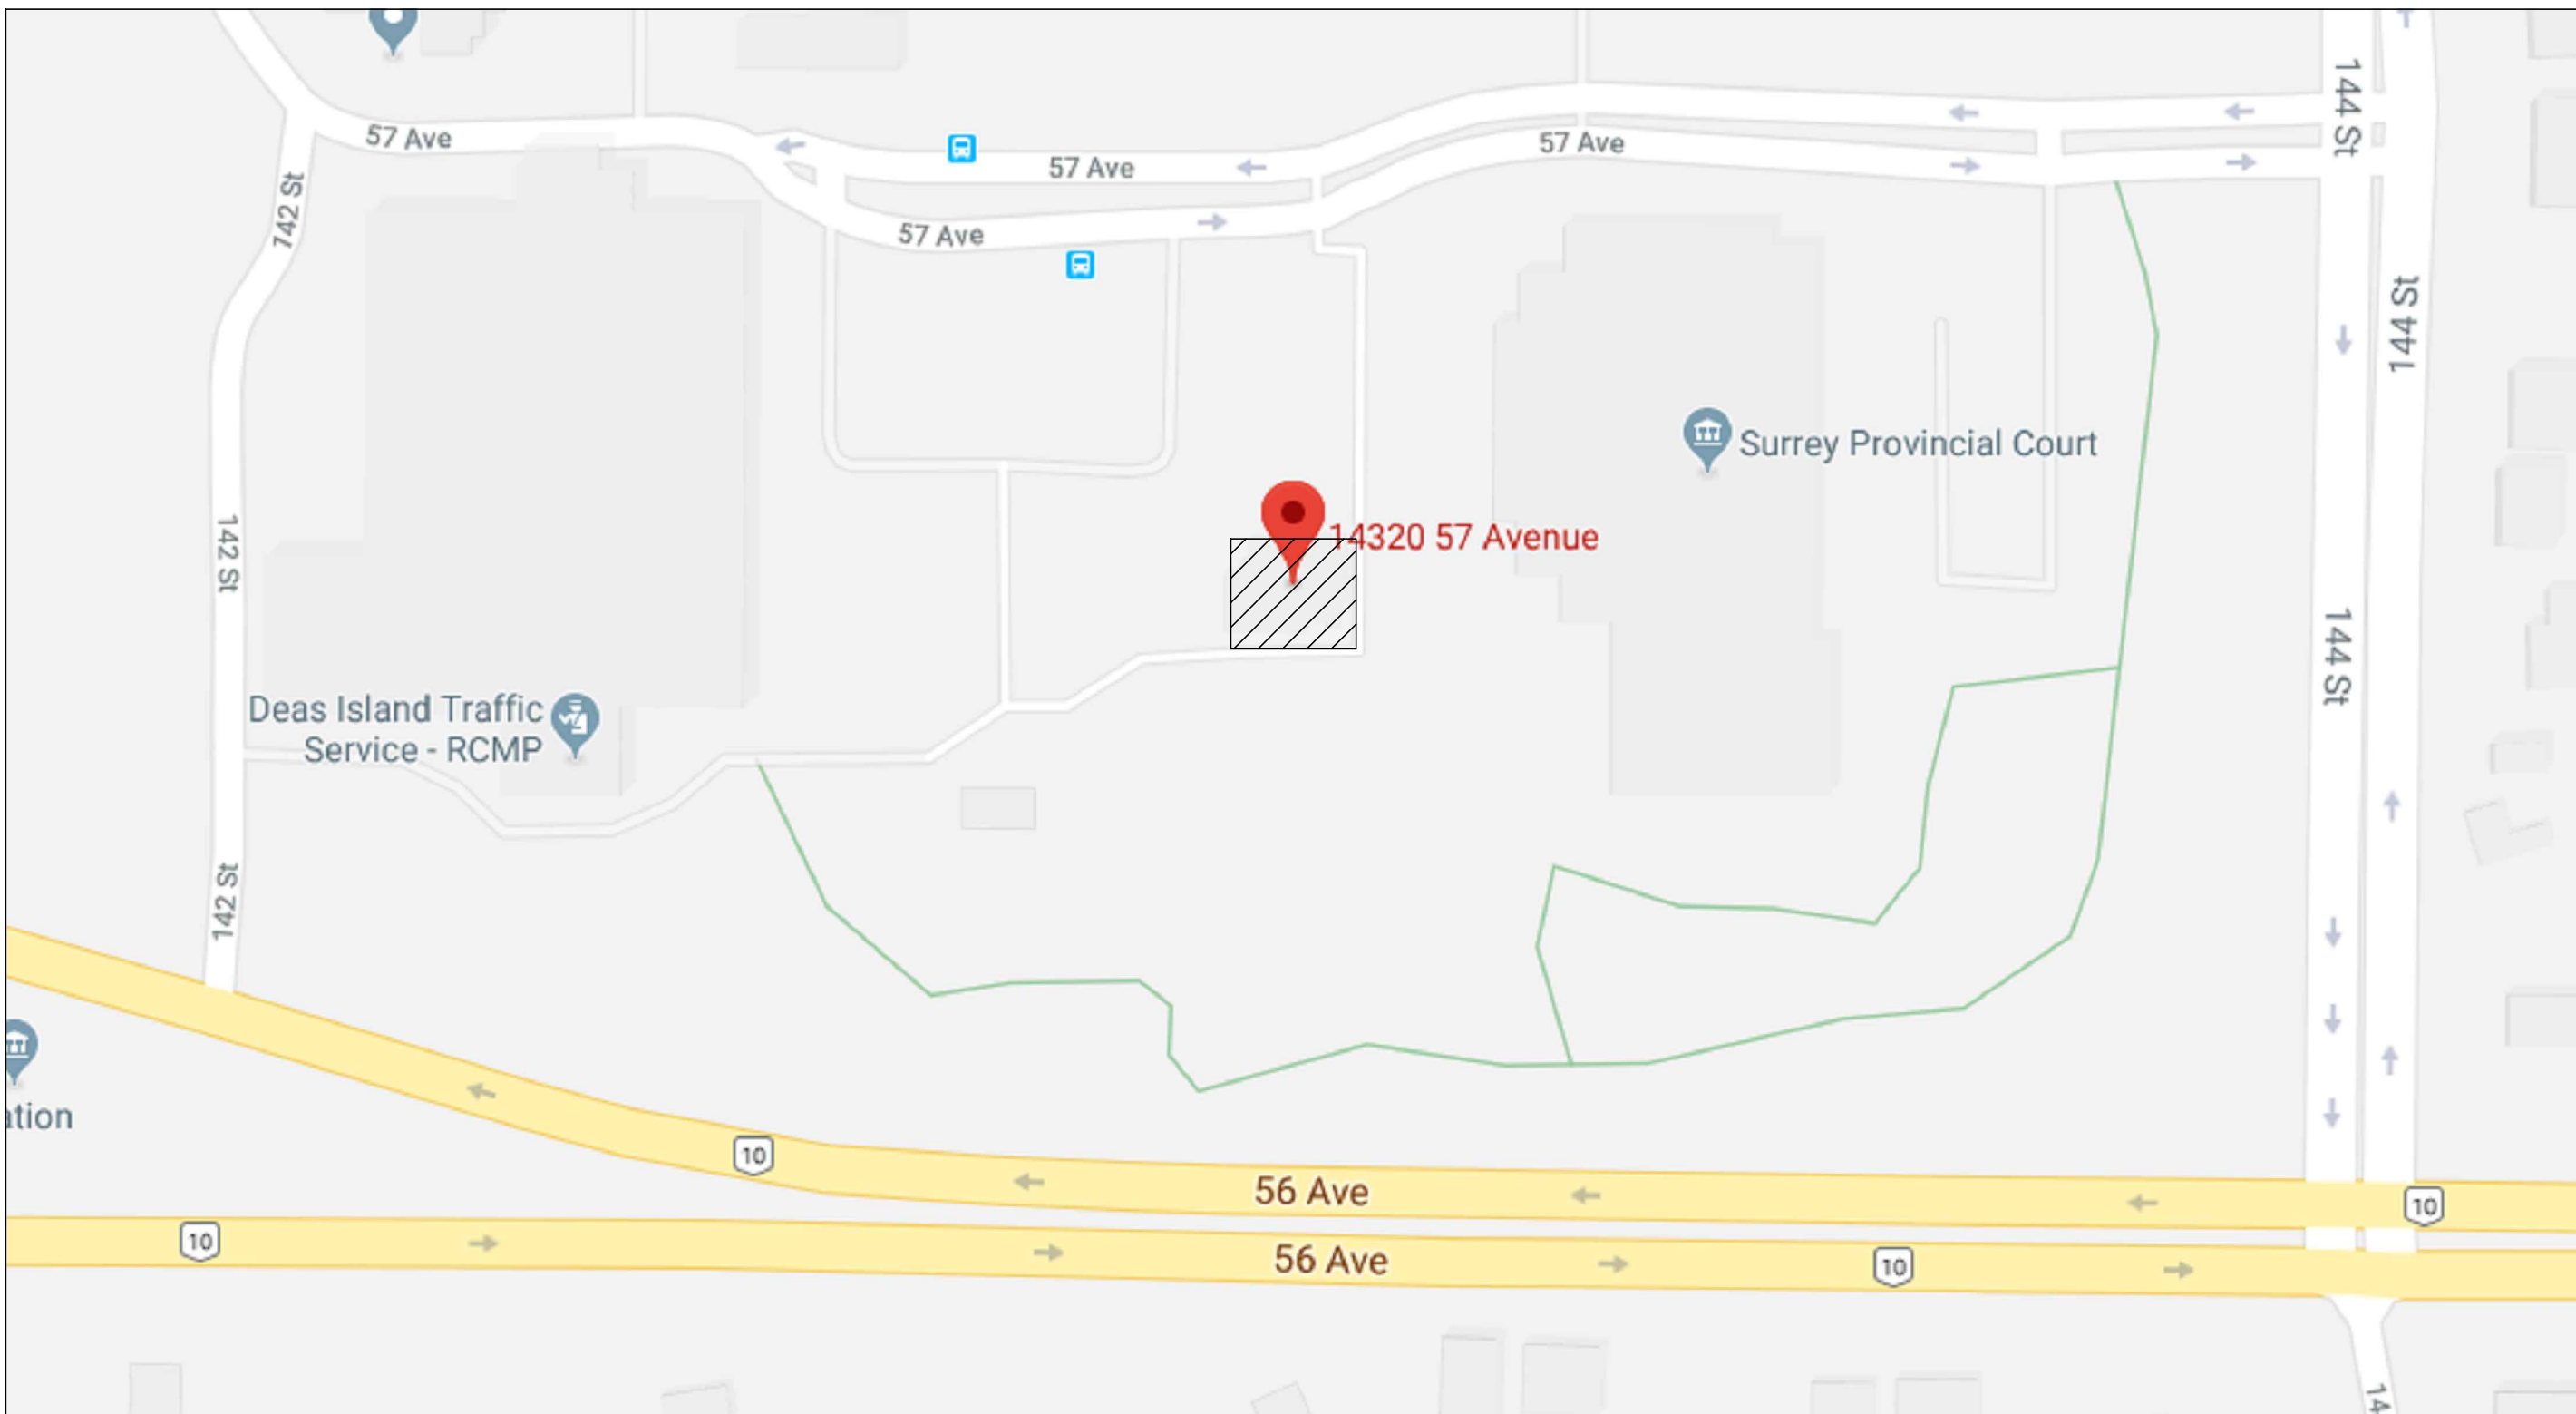 144 St
57 Ave
57 Ave
57 Ave
742 St
57 Ave
144 St
Surrey Provincial Court
14320 57 Avenue
142 St
144 St
Deas Island Traffic
Service - RCMP
142 St
ation
10
56 Ave
10
10
56 Ave
10
14